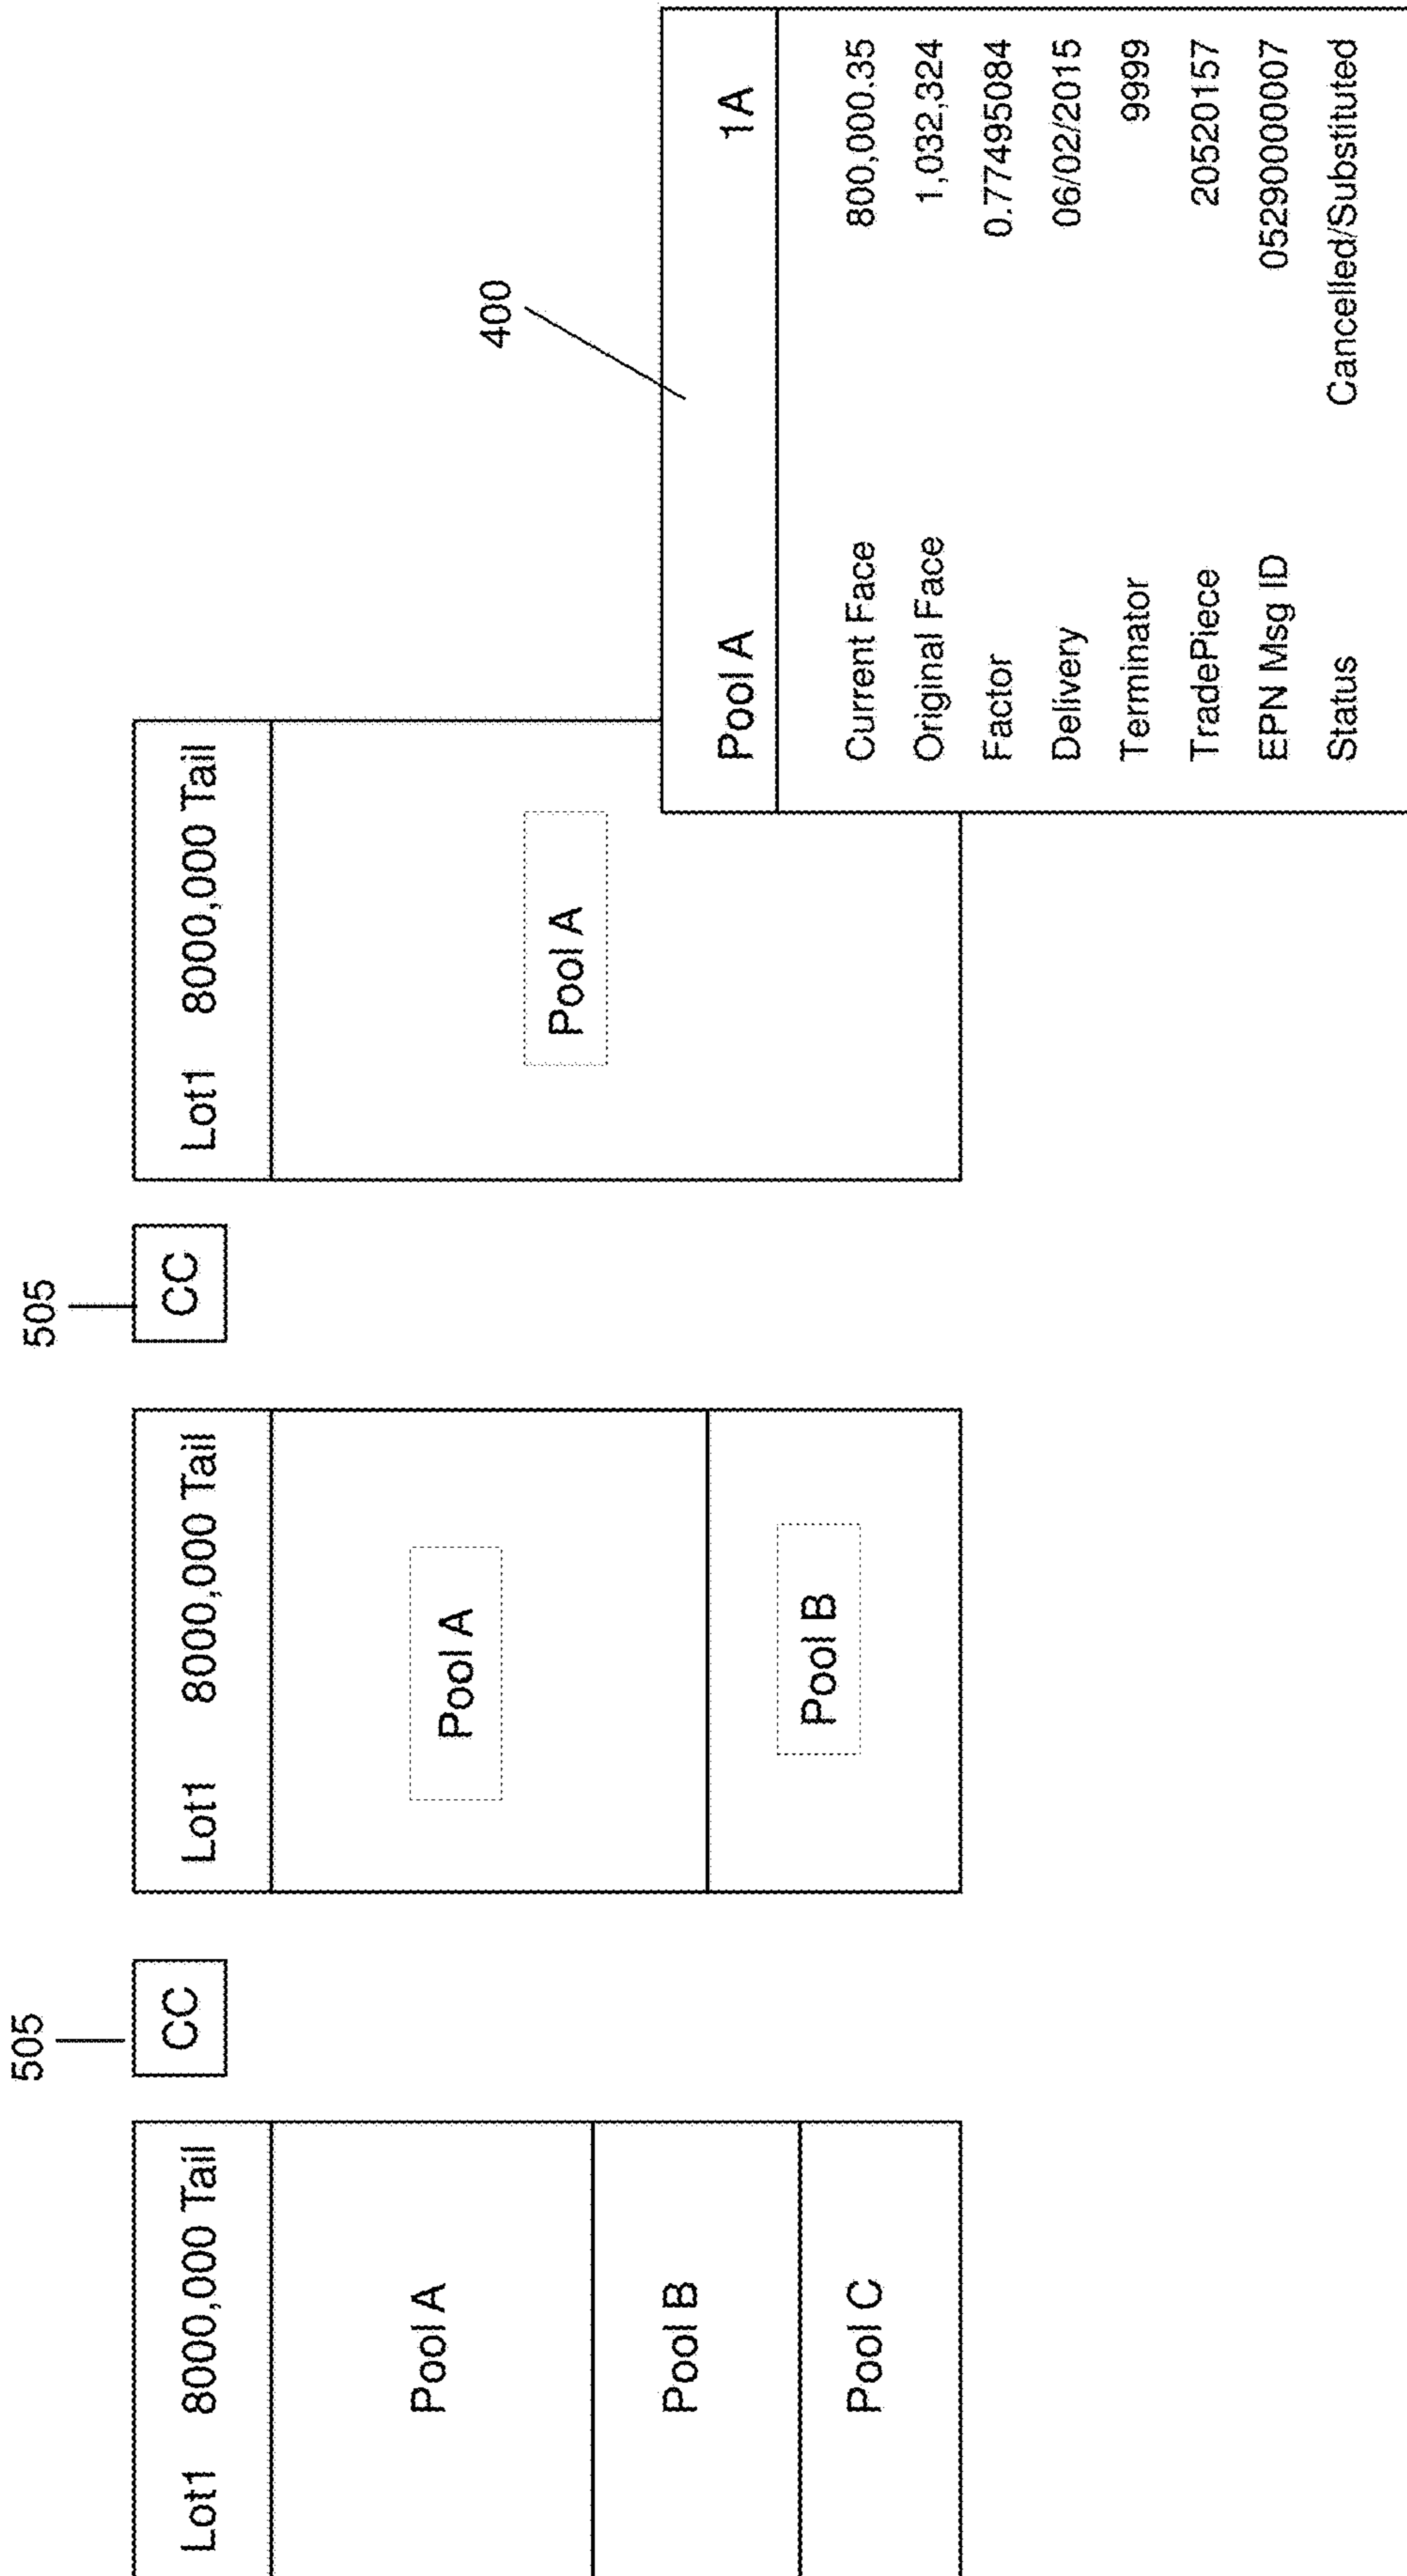 505
505
Lot1 8000,000 Tail
Pool A
Pool B
Pool C
CC
Lot1 8000,000 Tail
Pool A
Pool B
CC
Lot1 8000,000 Tail
Pool A
400
Pool A 1A
Current Face 800,000.35
Original Face 1,032,324
Factor 0.77495084
Delivery 06/02/2015
Terminator 9999
TradePiece 20520157
EPN Msg ID 0529000007
Status Cancelled/Substituted